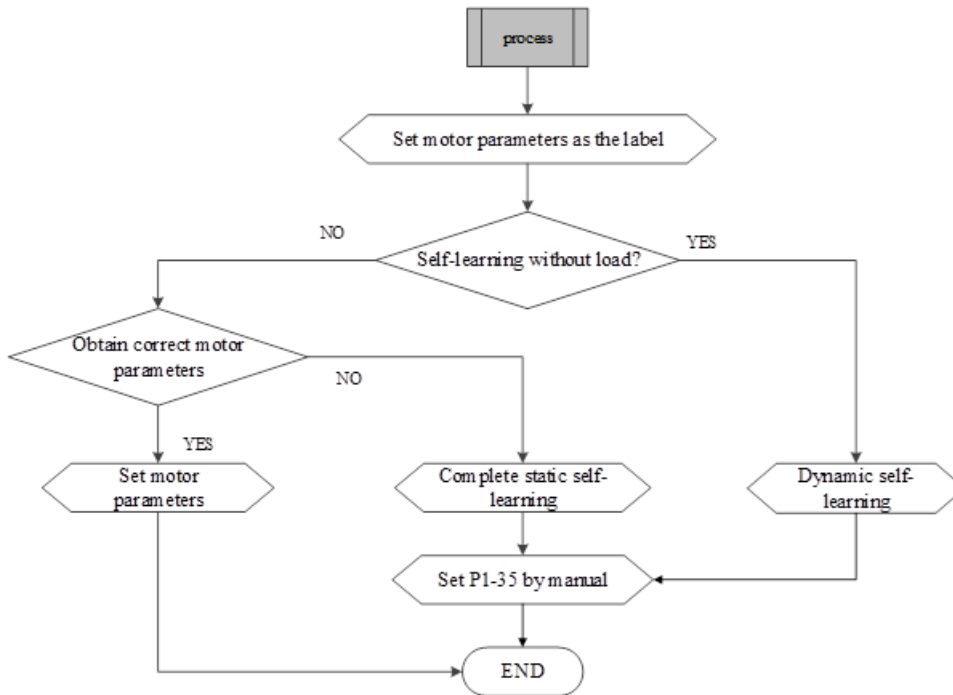 process
Set motor parameters as the label
NO
YES
Self-learning without load?
Obtain correct motor
parameters
NO
YES
Set motor
parameters
Complete static self-
learning
Dynamic self-
learning
Set P1-35 by manual
END